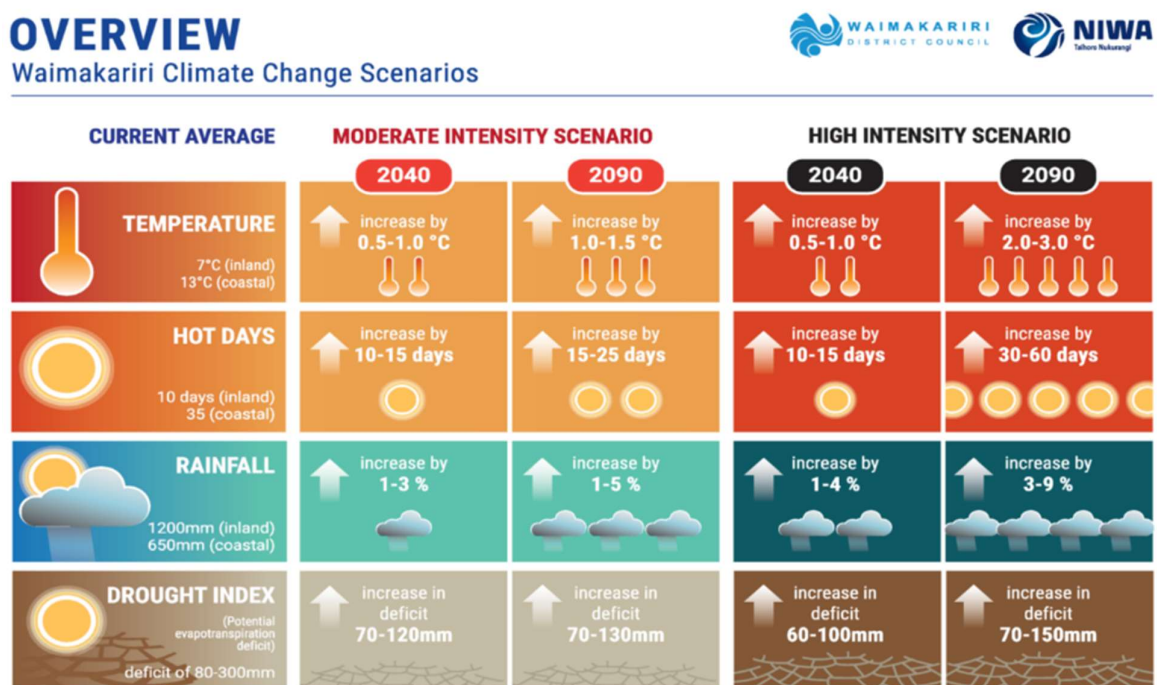 OVERVIEW
Waimakariri Climate Change Scenarios
WAIMAKARIRI
DISTRICT COUNCIL
NIWA
Taihoro Nukurangi
CURRENT AVERAGE
MODERATE INTENSITY SCENARIO
HIGH INTENSITY SCENARIO
2040
2090
2040
2090
TEMPERATURE
7°C (inland)
13°C (coastal)
increase by
0.5-1.0 °C
increase by
1.0-1.5 °C
increase by
0.5-1.0 °C
increase by
2.0-3.0 °C
HOT DAYS
10 days (inland)
35 (coastal)
increase by
10-15 days
increase by
15-25 days
increase by
10-15 days
increase by
30-60 days
RAINFALL
1200mm (inland)
650mm (coastal)
increase by
1-3 %
increase by
1-5 %
increase by
1-4 %
increase by
3-9 %
DROUGHT INDEX
(Potential
evapotranspiration
deficit)
deficit of 80-300mm
increase in
deficit
70-120mm
increase in
deficit
70-130mm
increase in
deficit
60-100mm
increase in
deficit
70-150mm